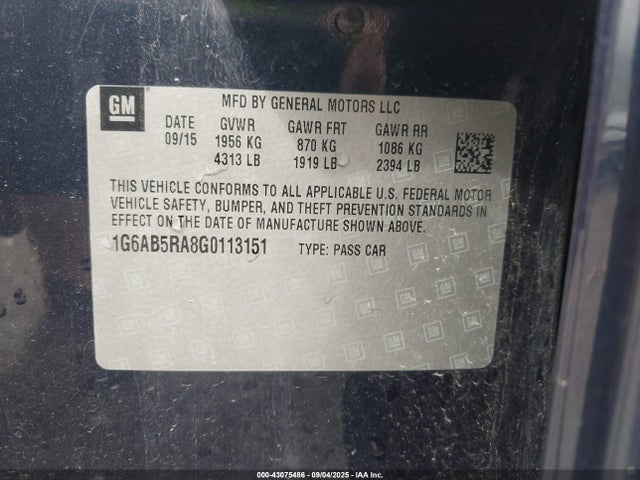 GM
MFD BY GENERAL MOTORS LLC
DATE GVWR GAWR FRT GAWR RR
09/15 1956 KG 870 KG 1086 KG
4313 LB 1919 LB 2394 LB
THIS VEHICLE CONFORMS TO ALL APPLICABLE U.S. FEDERAL MOTOR
VEHICLE SAFETY, BUMPER, AND THEFT PREVENTION STANDARDS IN
EFFECT ON THE DATE OF MANUFACTURE SHOWN ABOVE.
1G6AB5RA8G0113151 TYPE: PASS CAR
000-43075486 - 09/04/2025 - IAA Inc.